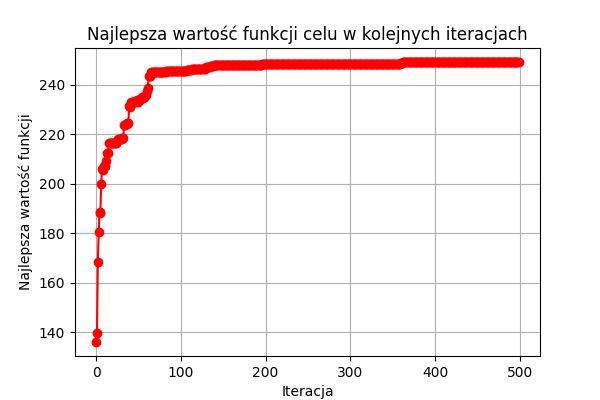 Najlepsza wartość funkcji celu w kolejnych iteracjach
Najlepsza wartość funkcji
240
220
200
180
160
140
0 100 200 300 400 500
Iteracja